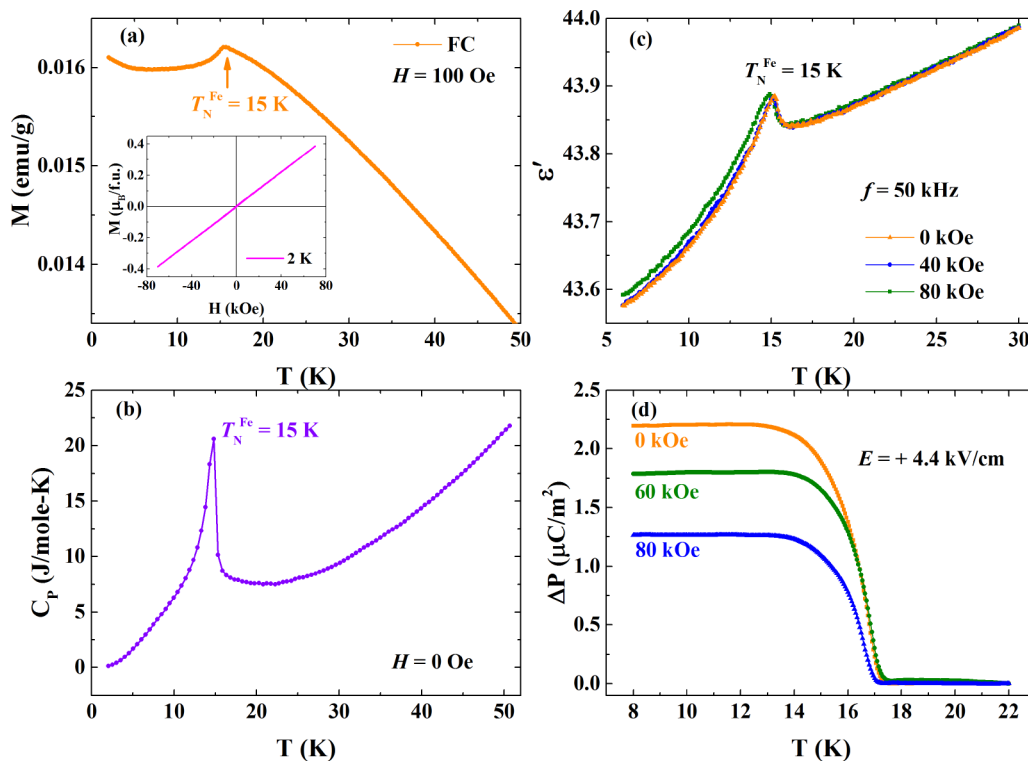 (a)
FC
H = 100 Oe
T_N^Fe = 15 K
M (emu/g)
0.016
0.015
0.014
0 10 20 30 40 50
T (K)
M (μ_B/f.u.)
0.4
0.2
0.0
-0.2
-0.4
-80 -40 0 40 80
H (kOe)
2 K
(c)
T_N^Fe = 15 K
ε′
44.0
43.9
43.8
43.7
43.6
f = 50 kHz
0 kOe
40 kOe
80 kOe
5 10 15 20 25 30
T (K)
(b)
T_N^Fe = 15 K
C_P (J/mole-K)
25
20
15
10
5
0
H = 0 Oe
0 10 20 30 40 50
T (K)
(d)
0 kOe
E = + 4.4 kV/cm
60 kOe
80 kOe
ΔP (μC/m²)
2.5
2.0
1.5
1.0
0.5
0.0
8 10 12 14 16 18 20 22
T (K)